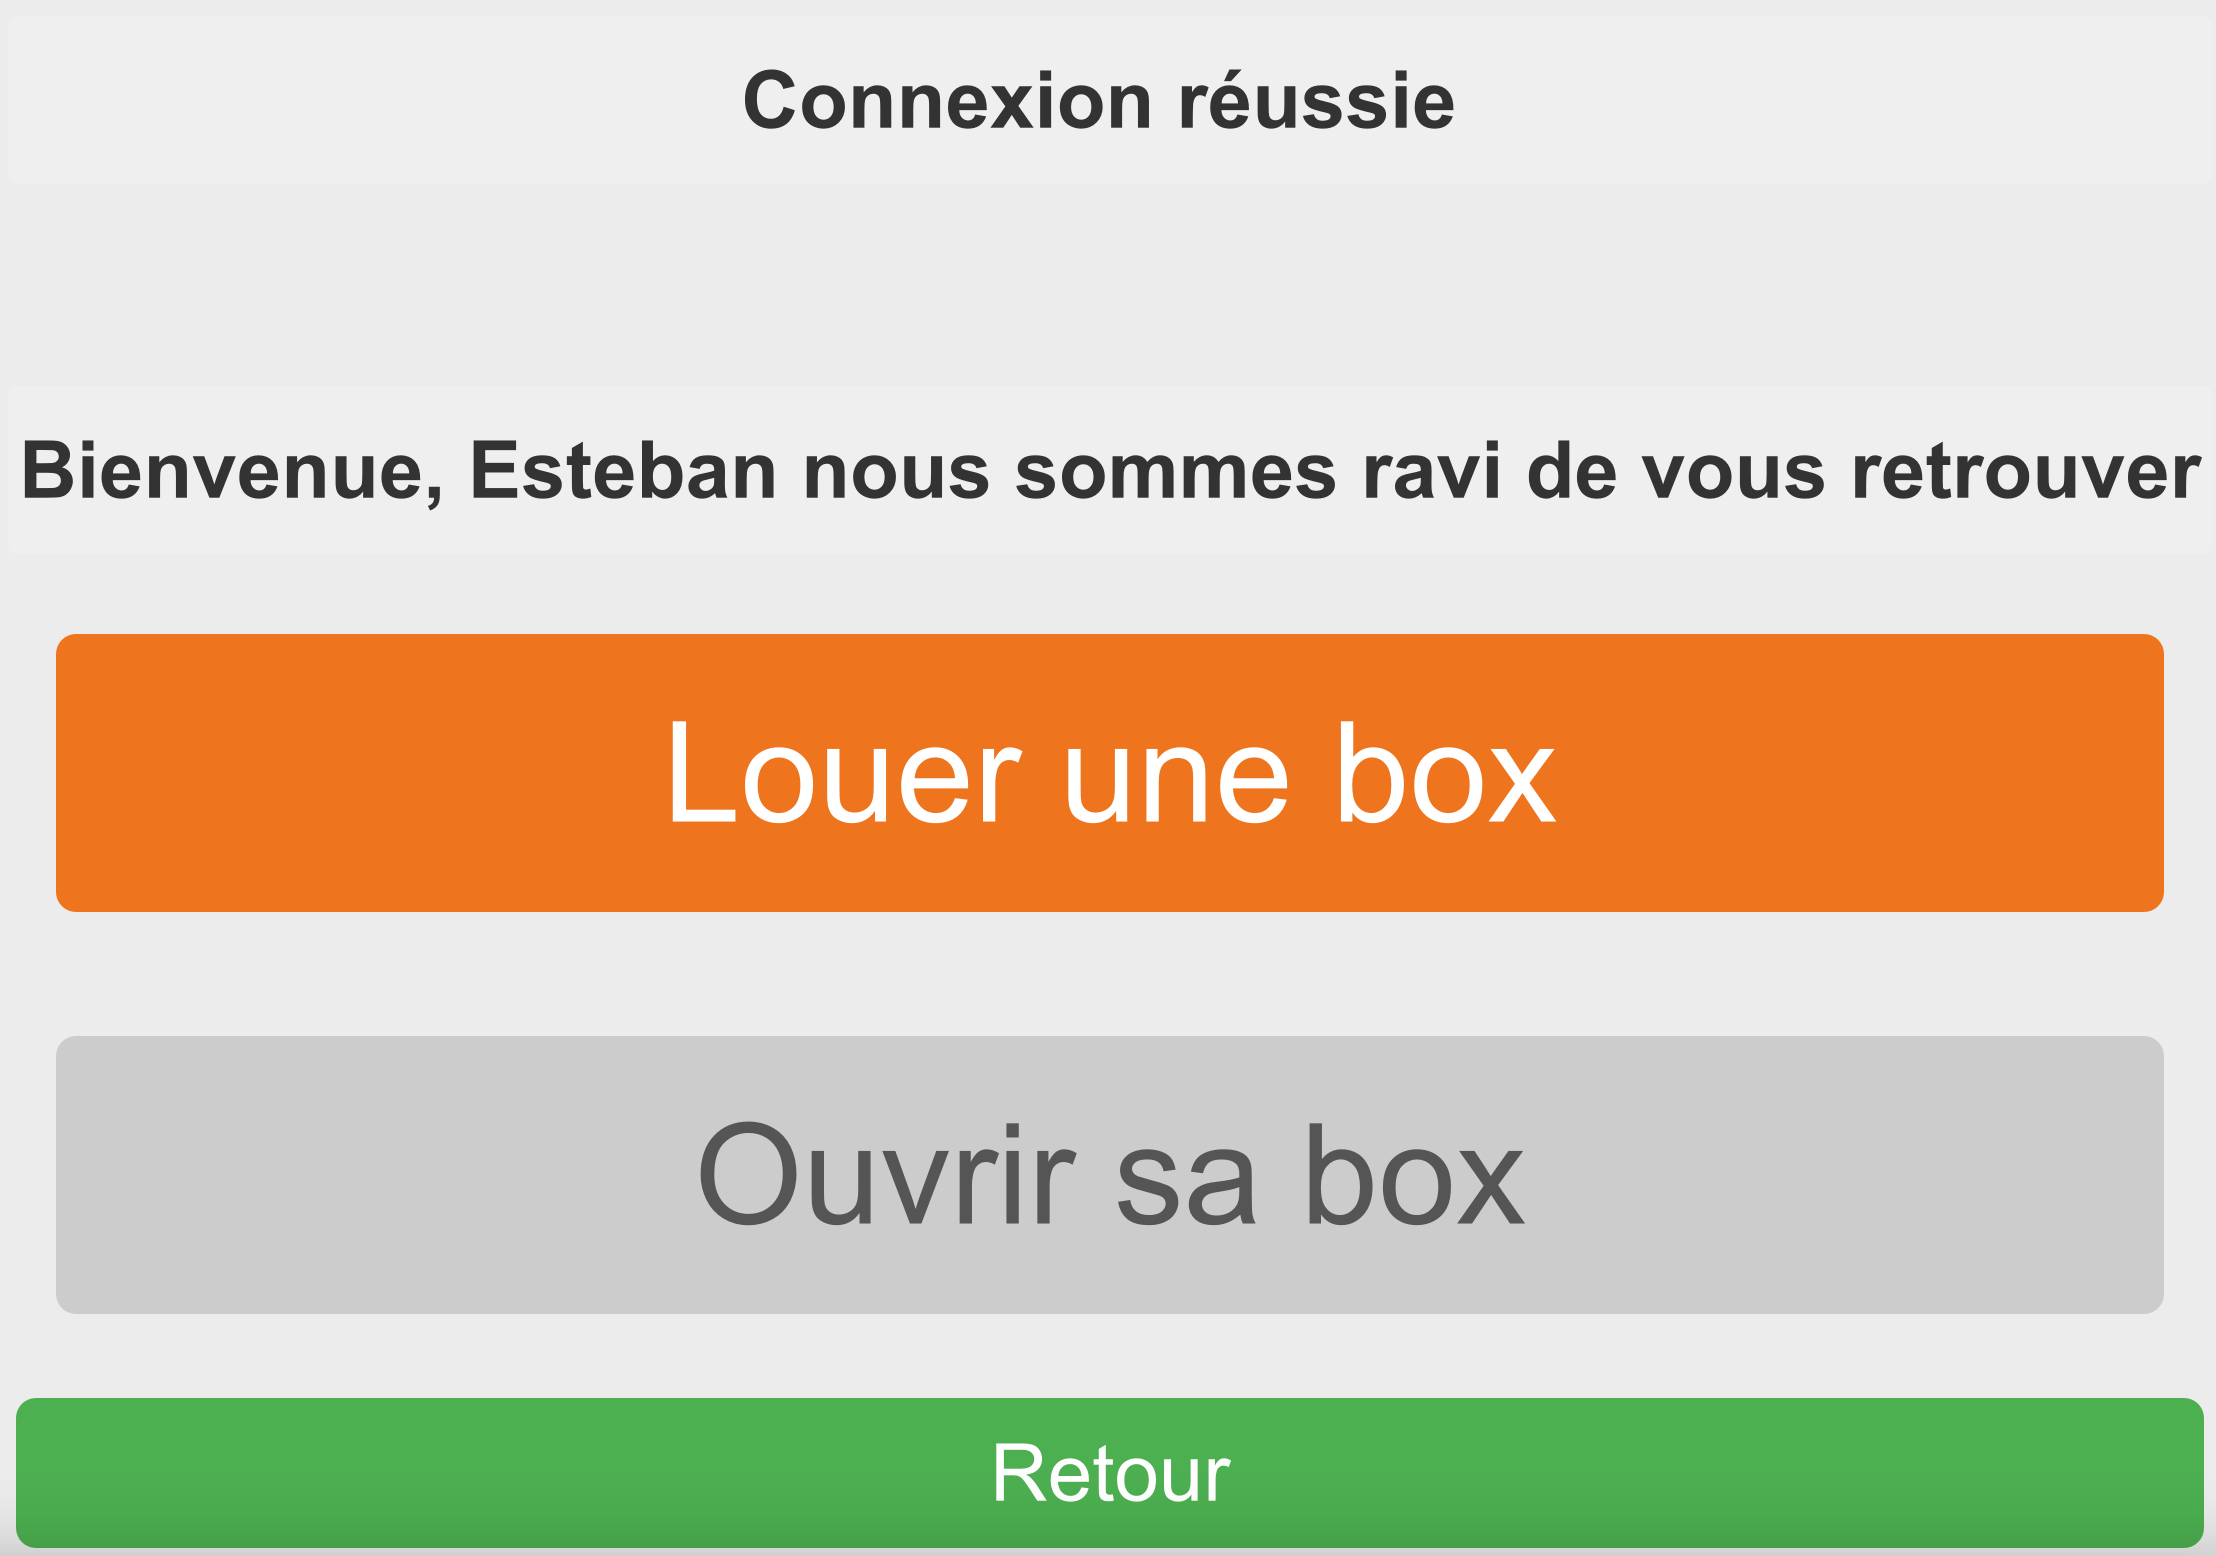 Connexion réussie
Bienvenue, Esteban nous sommes ravi de vous retrouver
Louer une box
Ouvrir sa box
Retour